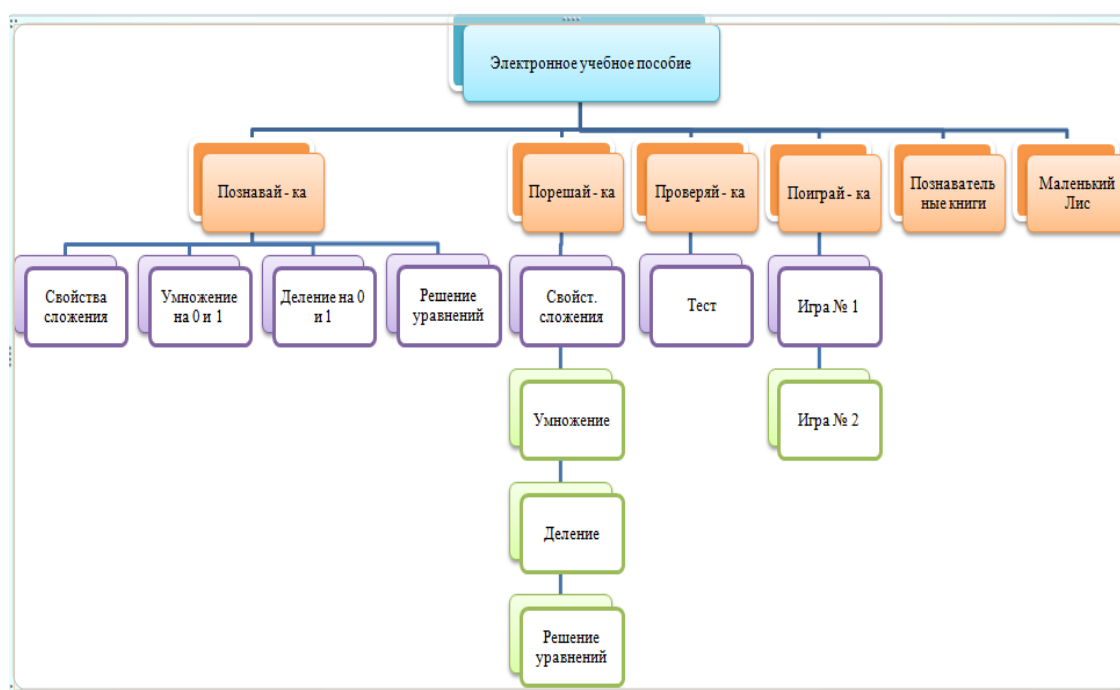 Электронное учебное пособие
Познавай - ка
Порешай - ка
Проверяй - ка
Поиграй - ка
Познаватель
ные книги
Маленький
Лис
Свойства
сложения
Умножение
на 0 и 1
Деление на 0
и 1
Решение
уравнений
Свойст.
сложения
Тест
Игра № 1
Умножение
Игра № 2
Деление
Решение
уравнений